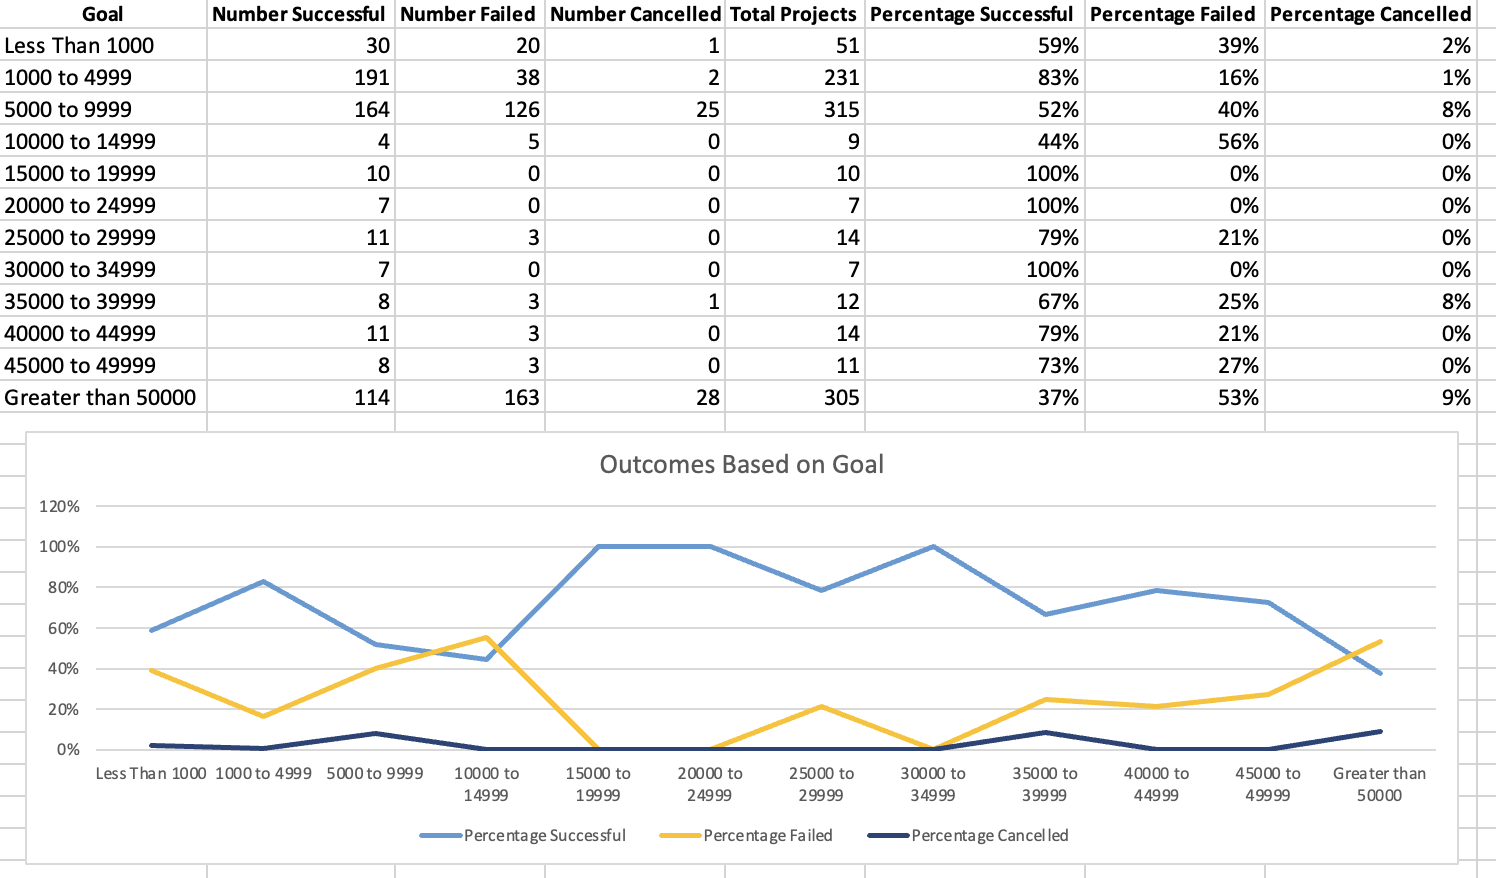 Goal Number Successful Number Failed Number Cancelled Total Projects Percentage Successful Percentage Failed Percentage Cancelled
Less Than 1000 30 20 1 51 59% 39% 2%
1000 to 4999 191 38 2 231 83% 16% 1%
5000 to 9999 164 126 25 315 52% 40% 8%
10000 to 14999 4 5 0 9 44% 56% 0%
15000 to 19999 10 0 0 10 100% 0% 0%
20000 to 24999 7 0 0 7 100% 0% 0%
25000 to 29999 11 3 0 14 79% 21% 0%
30000 to 34999 7 0 0 7 100% 0% 0%
35000 to 39999 8 3 1 12 67% 25% 8%
40000 to 44999 11 3 0 14 79% 21% 0%
45000 to 49999 8 3 0 11 73% 27% 0%
Greater than 50000 114 163 28 305 37% 53% 9%
Outcomes Based on Goal
120%
100%
80%
60%
40%
20%
0%
Less Than 1000 1000 to 4999 5000 to 9999 10000 to 15000 to 20000 to 25000 to 30000 to 35000 to 40000 to 45000 to Greater than
14999 19999 24999 29999 34999 39999 44999 49999 50000
Percentage Successful Percentage Failed Percentage Cancelled